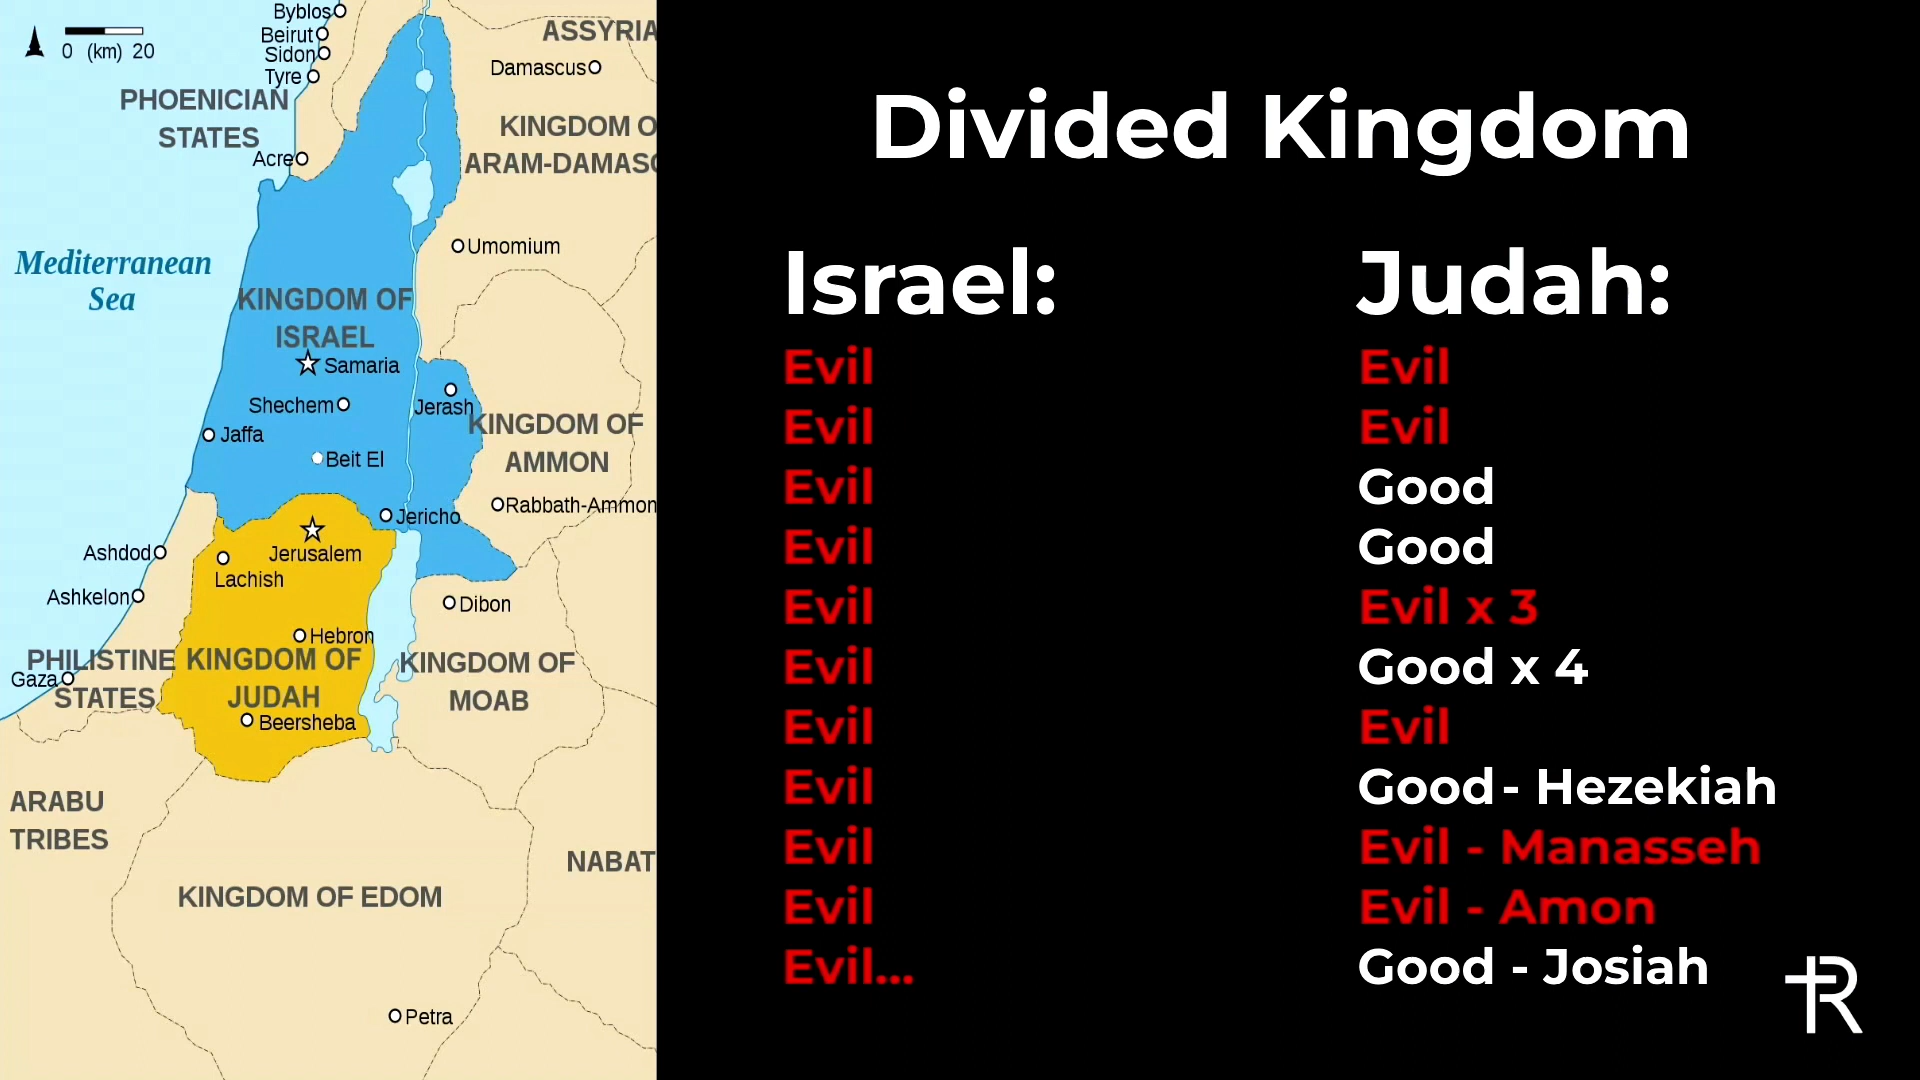 Byblos
Beirut
Sidon
Tyre
0 (km) 20
ASSYRIA
Damascus
PHOENICIAN
STATES
KINGDOM O
ARAM-DAMASC
Acre
Umomium
Mediterranean
Sea
KINGDOM OF
ISRAEL
Samaria
Shechem
Jerash
Jaffa
KINGDOM OF
AMMON
Beit El
Rabbath-Ammon
Jericho
Ashdod
Jerusalem
Lachish
Ashkelon
Dibon
Hebron
PHILISTINE
STATES
Gaza
KINGDOM OF
JUDAH
KINGDOM OF
MOAB
Beersheba
ARABU
TRIBES
NABAT
KINGDOM OF EDOM
Petra
Divided Kingdom
Israel:
Evil
Evil
Evil
Evil
Evil
Evil
Evil
Evil
Evil
Evil
Evil...
Judah:
Evil
Evil
Good
Good
Evil x 3
Good x 4
Evil
Good - Hezekiah
Evil - Manasseh
Evil - Amon
Good - Josiah
R